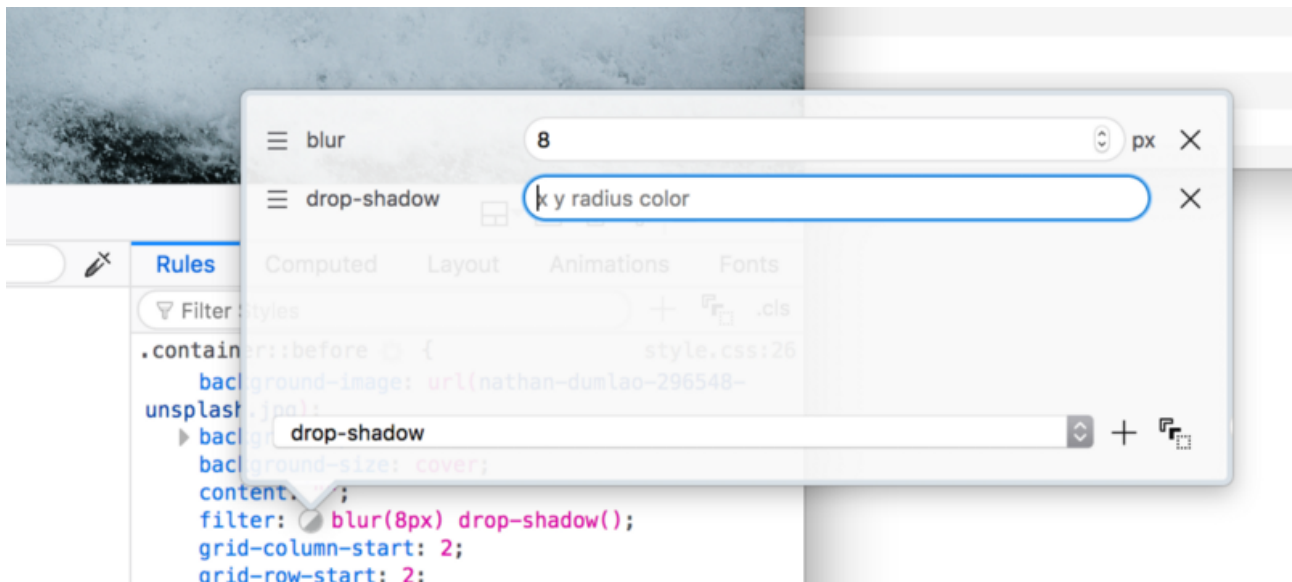 blur 8 px
drop-shadow x y radius color
Rules Computed Layout Animations Fonts
Filter Styles .cls
.container::before { style.css:26
background-image: url(nathan-dumlao-296548-
unsplash.jpg);
drop-shadow
background-size: cover;
content: "";
filter: blur(8px) drop-shadow();
grid-column-start: 2;
grid-row-start: 2;